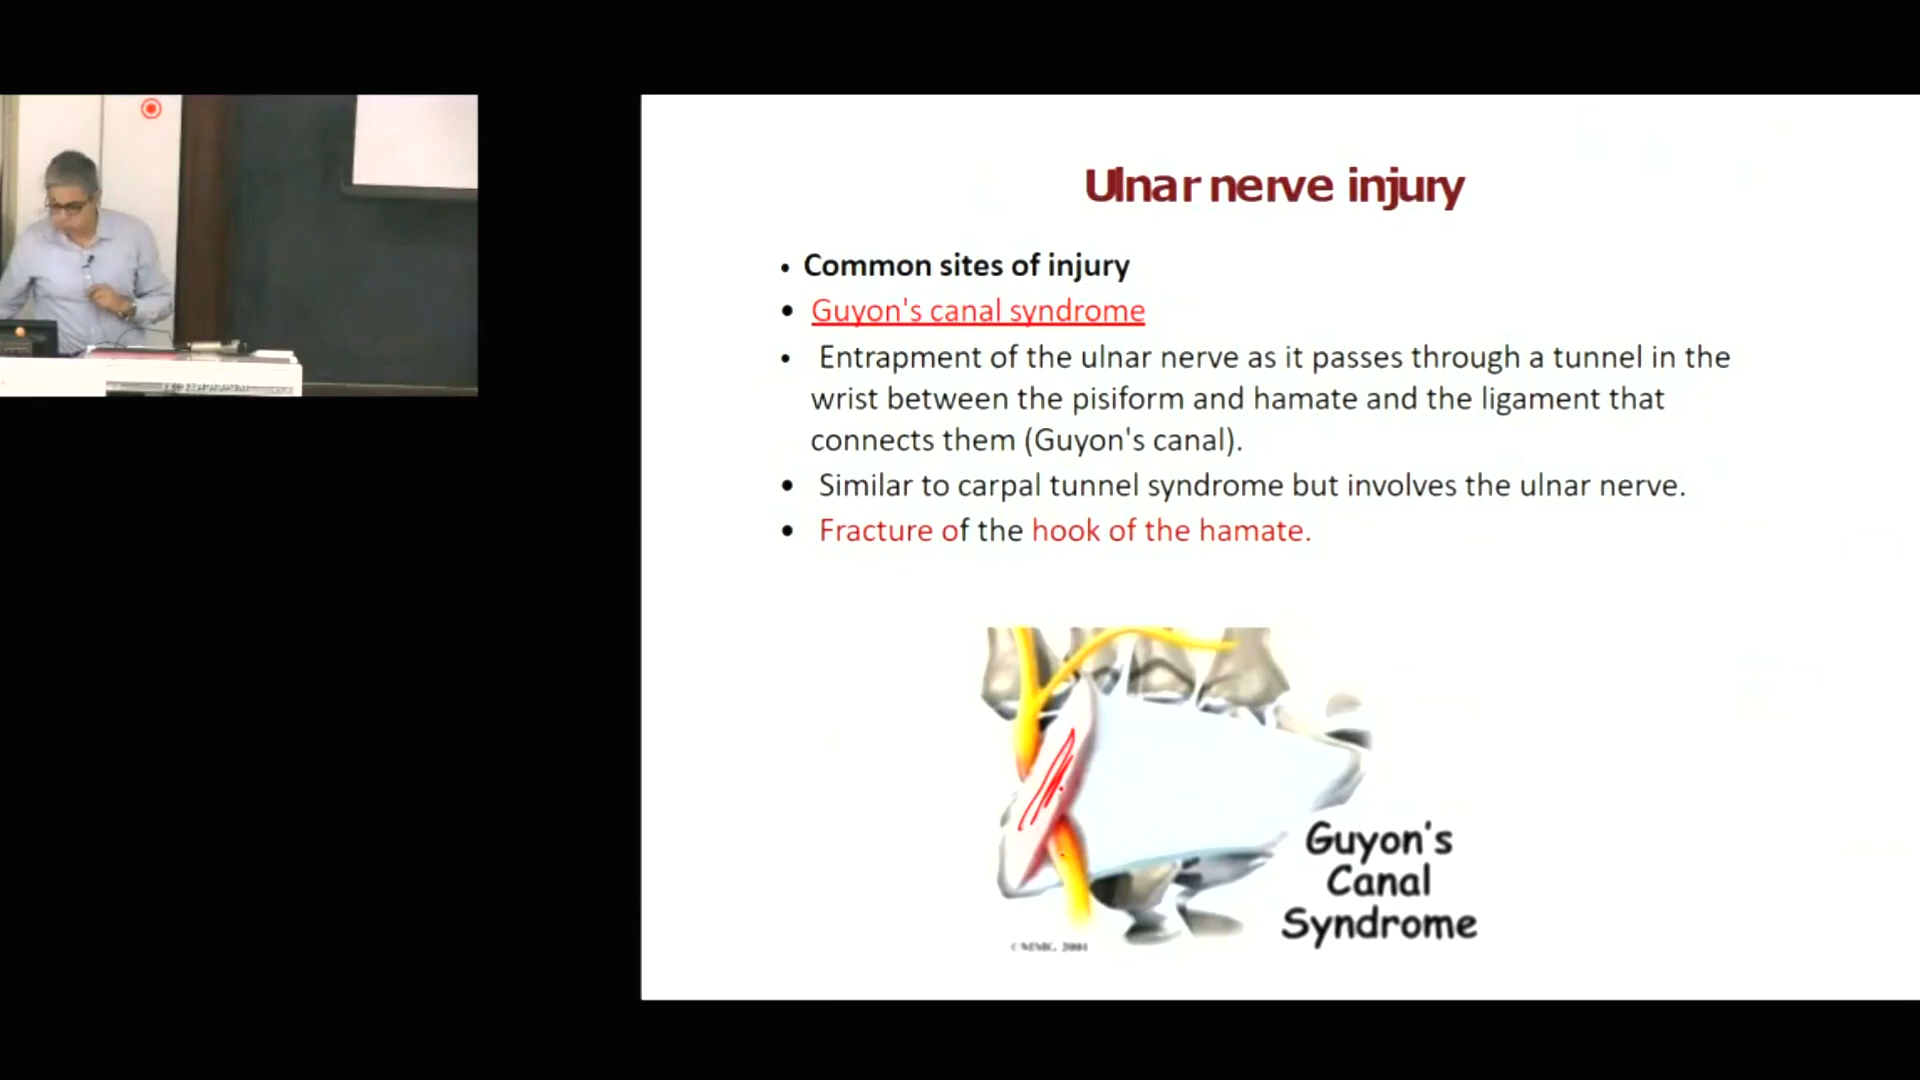 Ulnar nerve injury
• Common sites of injury
• Guyon's canal syndrome
• Entrapment of the ulnar nerve as it passes through a tunnel in the
wrist between the pisiform and hamate and the ligament that
connects them (Guyon's canal).
• Similar to carpal tunnel syndrome but involves the ulnar nerve.
• Fracture of the hook of the hamate.
Guyon's
Canal
Syndrome